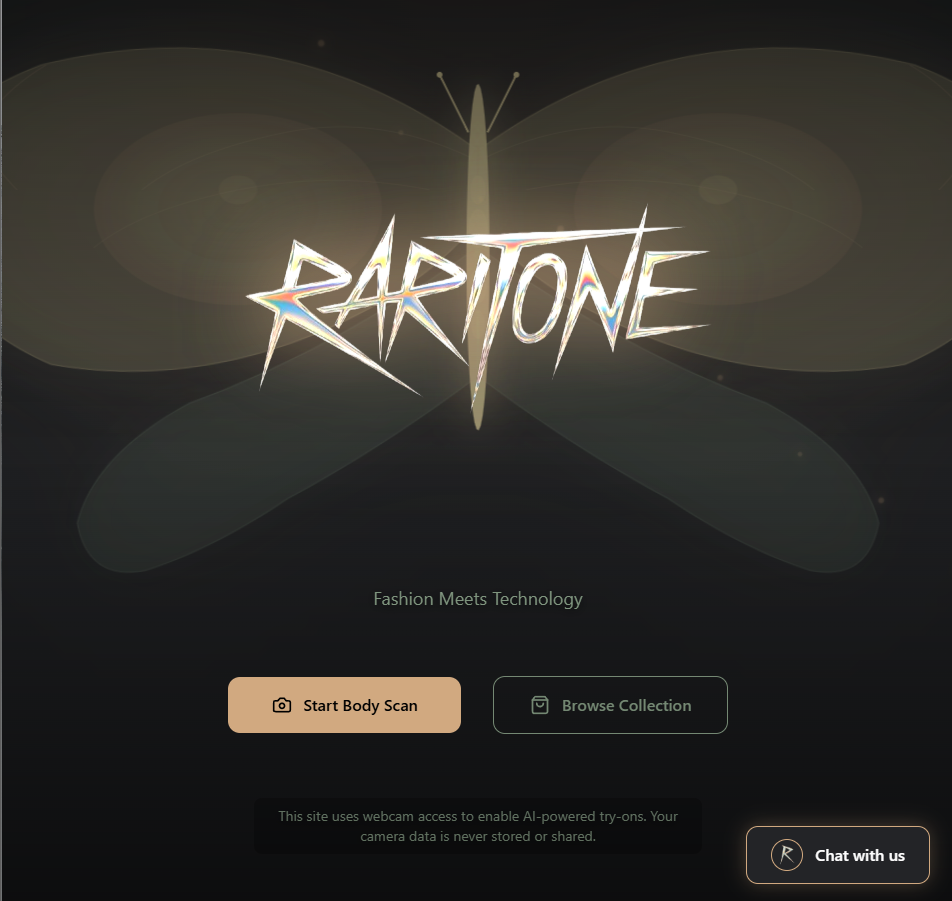 RARITONE
Fashion Meets Technology
Start Body Scan
Browse Collection
This site uses webcam access to enable AI-powered try-ons. Your
camera data is never stored or shared.
R
Chat with us